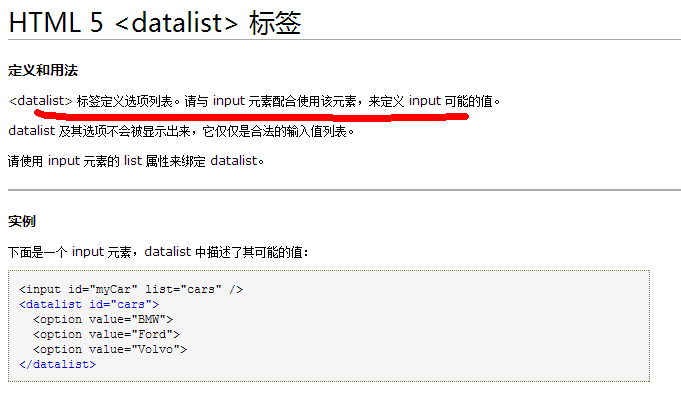 HTML 5 <datalist> 标签
定义和用法
<datalist> 标签定义选项列表。请与 input 元素配合使用该元素，来定义 input 可能的值。
datalist 及其选项不会被显示出来，它仅仅是合法的输入值列表。
请使用 input 元素的 list 属性来绑定 datalist。
实例
下面是一个 input 元素，datalist 中描述了其可能的值：
<input id="myCar" list="cars" />
<datalist id="cars">
  <option value="BMW">
  <option value="Ford">
  <option value="Volvo">
</datalist>